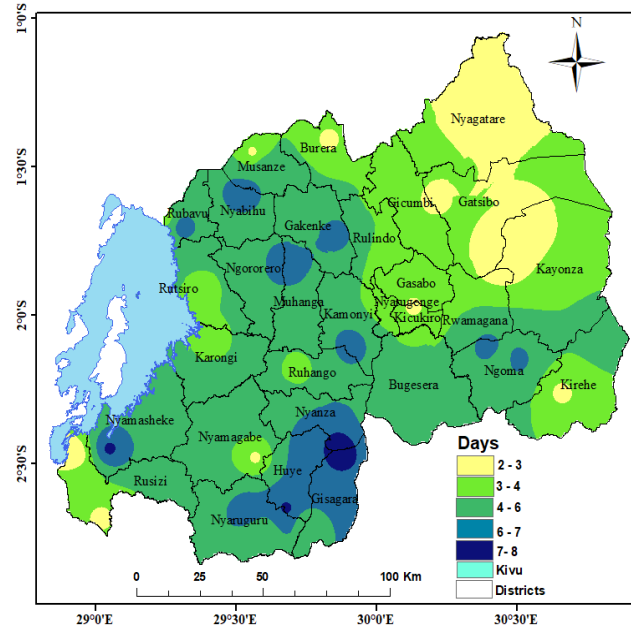 1°0'S
N
Nyagatare
Burera
Musanze
1°30'S
Gicumbi
Gatsibo
Rubavu
Nyabihu
Gakenke
Rulindo
Ngororero
Kayonza
Gasabo
Rutsiro
Muhanga
Nyarugenge
Kamonyi
Kicukiro
Rwamagana
2°0'S
Karongi
Ruhango
Bugesera
Ngoma
Kirehe
Nyamasheke
Nyanza
Nyamagabe
2°30'S
Huye
Rusizi
Gisagara
Nyaruguru
Days
2 - 3
3 - 4
4 - 6
6 - 7
7 - 8
Kivu
Districts
0 25 50 100 Km
29°0'E 29°30'E 30°0'E 30°30'E